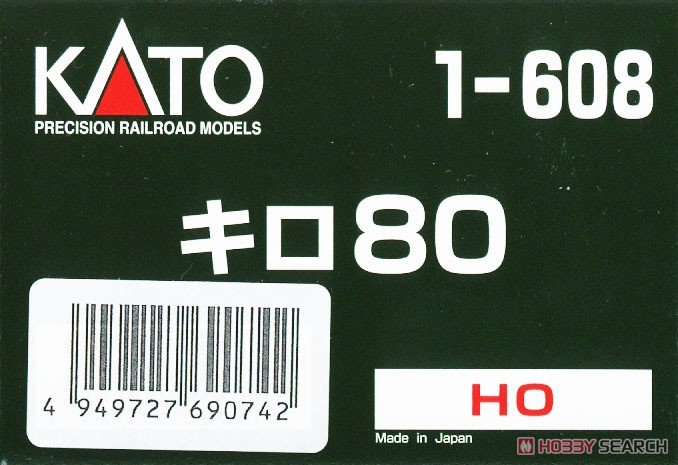 KATO
PRECISION RAILROAD MODELS
1-608
キロ80
4 949727 690742
HO
Made in Japan
HOBBY SEARCH